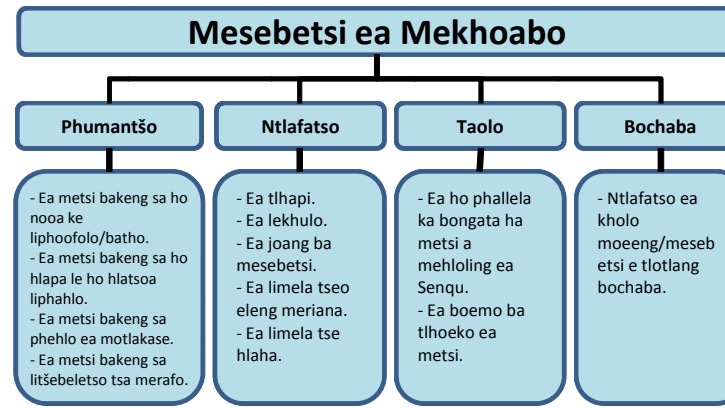 Mesebetsi ea Mekhoabo
Phumantšo
- Ea metsi bakeng sa ho
nooa ke
liphoofolo/batho.
- Ea metsi bakeng sa ho
hlapa le ho hlatsoa
liphahlo.
- Ea metsi bakeng sa
phehlo ea motlakase.
- Ea metsi bakeng sa
litšebeletso tsa merafo.
Ntlafatso
- Ea tlhapi.
- Ea lekhulo.
- Ea joang ba
mesebetsi.
- Ea limela tseo
eleng meriana.
- Ea limela tse
hlaha.
Taolo
- Ea ho phallela
ka bongata ha
metsi a
mehloling ea
Senqu.
- Ea boemo ba
tlhoeko ea
metsi.
Bochaba
- Ntlafatso ea
kholo
moeeng/meseb
etsi e tlotlang
bochaba.